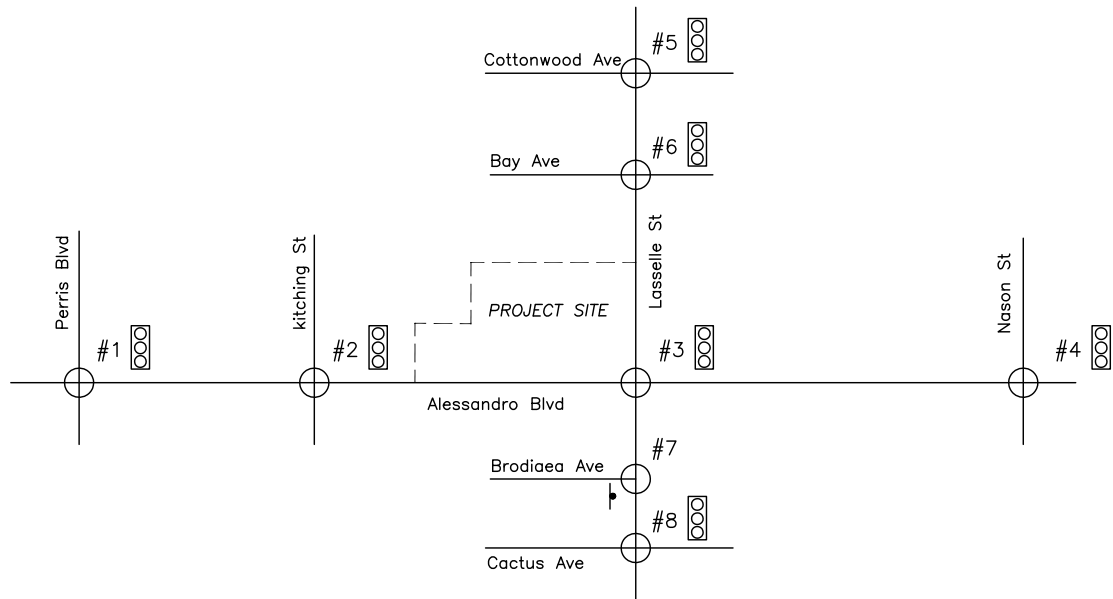 #5
Cottonwood Ave
#6
Bay Ave
Perris Blvd
kitching St
Lasselle St
Nason St
PROJECT SITE
#1
#2
#3
#4
Alessandro Blvd
#7
Brodiaea Ave
#8
Cactus Ave